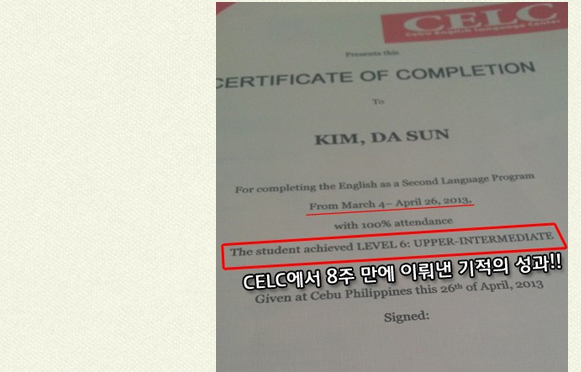 CELC
Cebu English Language Center
Presents this
CERTIFICATE OF COMPLETION
To
KIM, DA SUN
For completing the English as a Second Language Program
From March 4– April 26, 2013,
with 100% attendance
The student achieved LEVEL 6: UPPER-INTERMEDIATE
CELC에서 8주 만에 이뤄낸 기적의 성과!!
Given at Cebu Philippines this 26th of April, 2013
Signed: